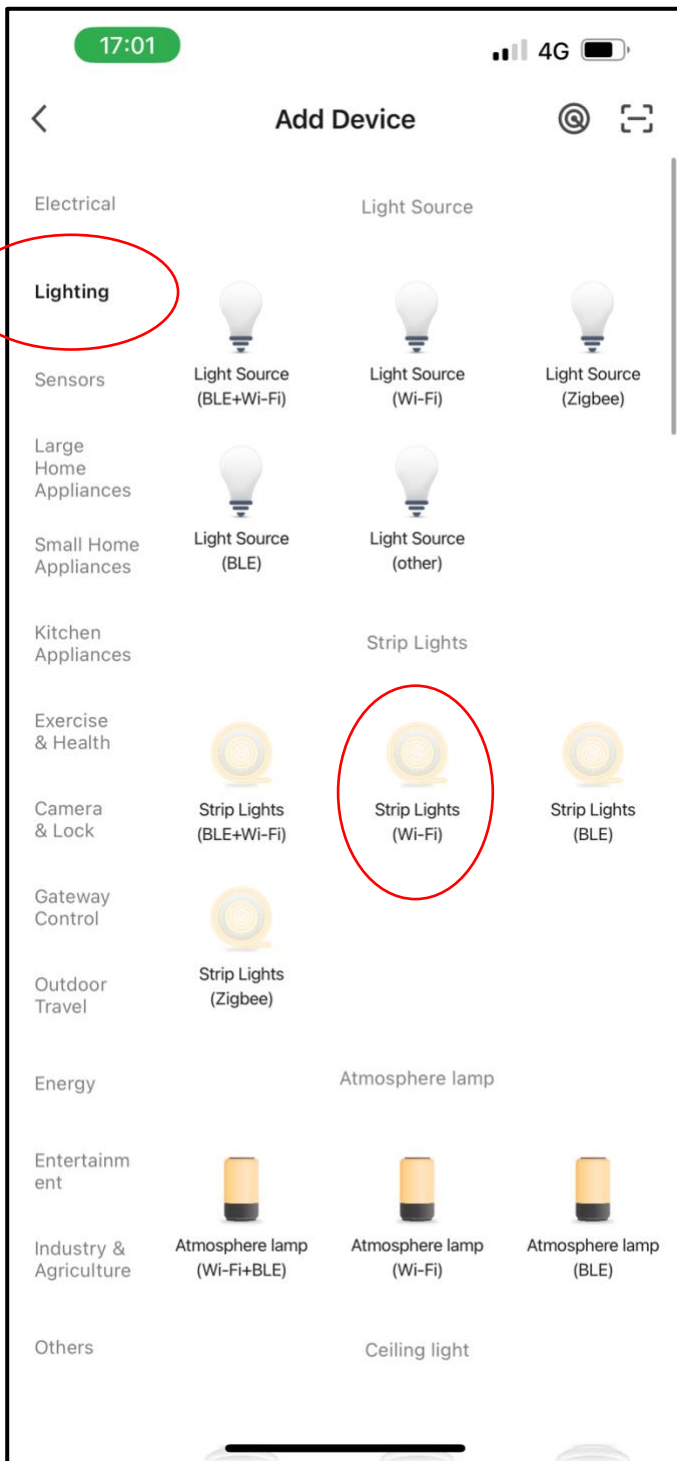 17:01
4G
Add Device
Electrical
Lighting
Sensors
Large
Home
Appliances
Small Home
Appliances
Kitchen
Appliances
Exercise
& Health
Camera
& Lock
Gateway
Control
Outdoor
Travel
Energy
Entertainm
ent
Industry &
Agriculture
Others
Light Source
Light Source
(BLE+Wi-Fi)
Light Source
(Wi-Fi)
Light Source
(Zigbee)
Light Source
(BLE)
Light Source
(other)
Strip Lights
Strip Lights
(BLE+Wi-Fi)
Strip Lights
(Wi-Fi)
Strip Lights
(BLE)
Strip Lights
(Zigbee)
Atmosphere lamp
Atmosphere lamp
(Wi-Fi+BLE)
Atmosphere lamp
(Wi-Fi)
Atmosphere lamp
(BLE)
Ceiling light